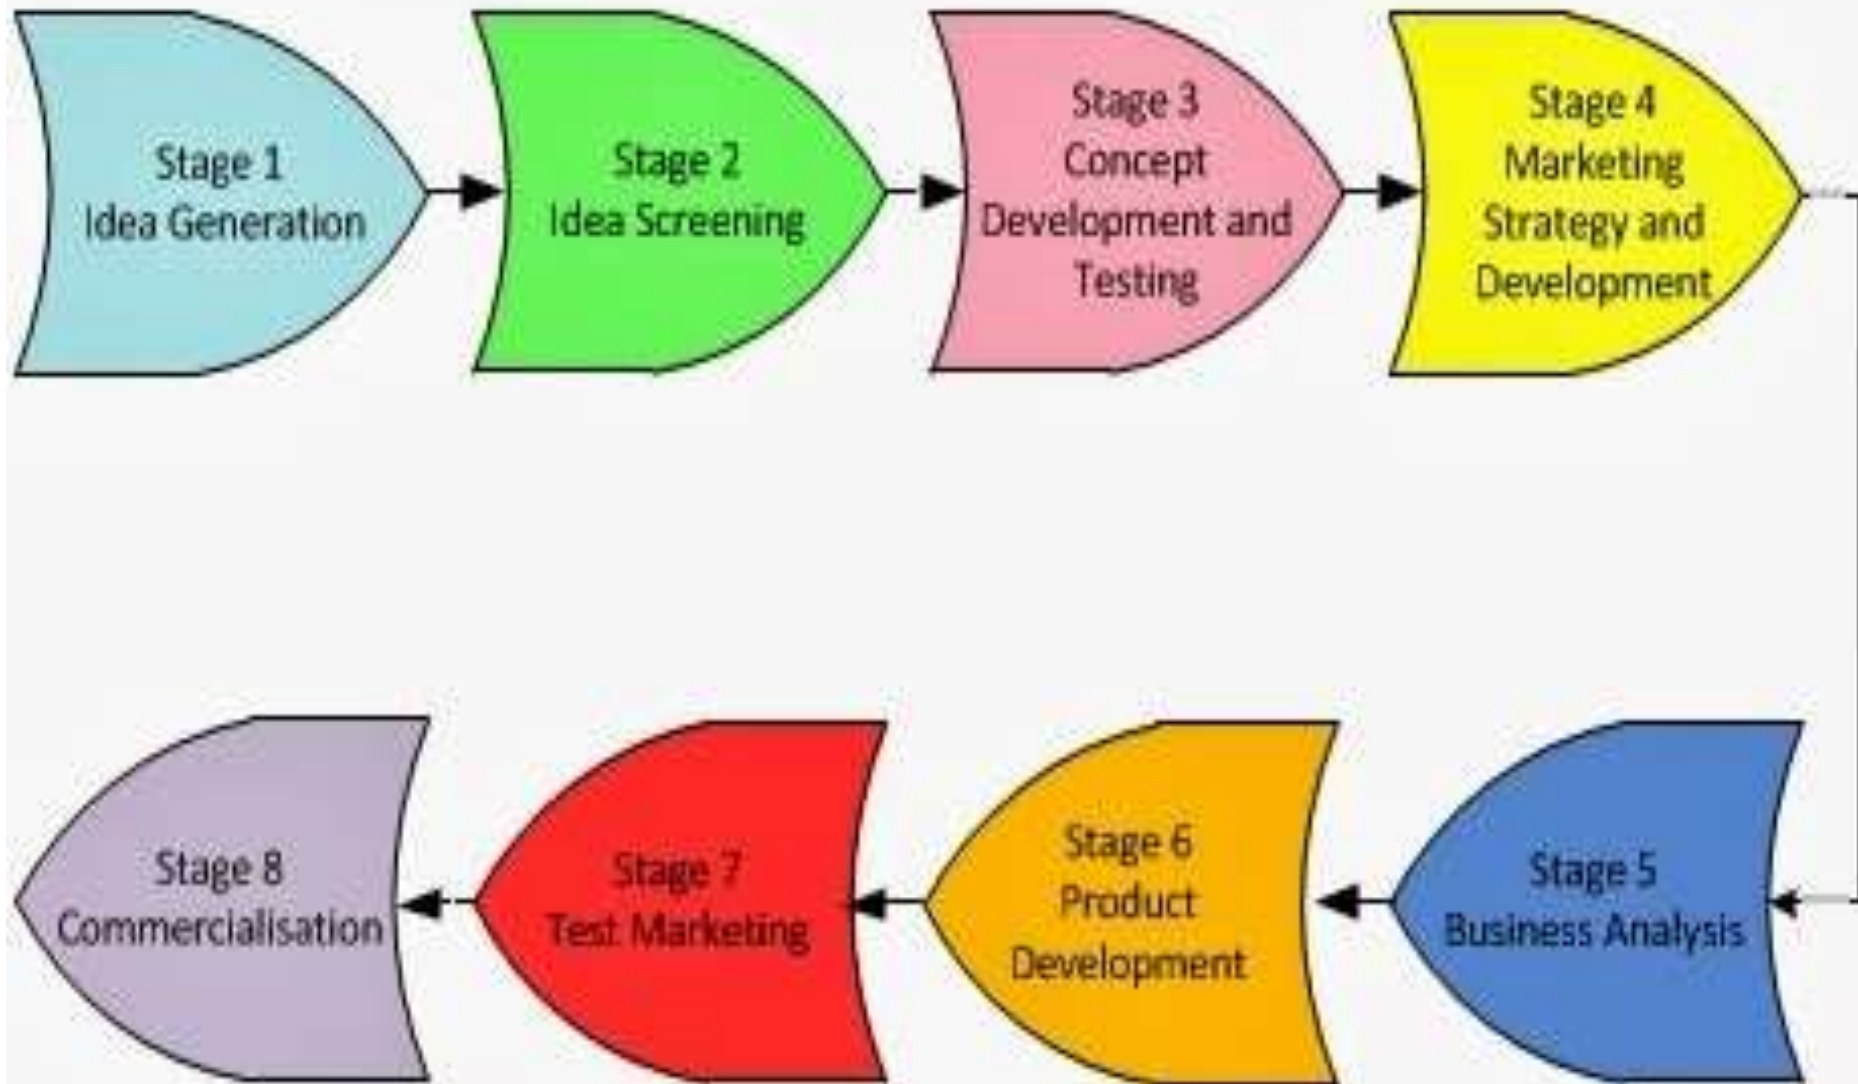 Stage 1
Idea Generation
Stage 2
Idea Screening
Stage 3
Concept
Development and
Testing
Stage 4
Marketing
Strategy and
Development
Stage 5
Business Analysis
Stage 6
Product
Development
Stage 7
Test Marketing
Stage 8
Commercialisation